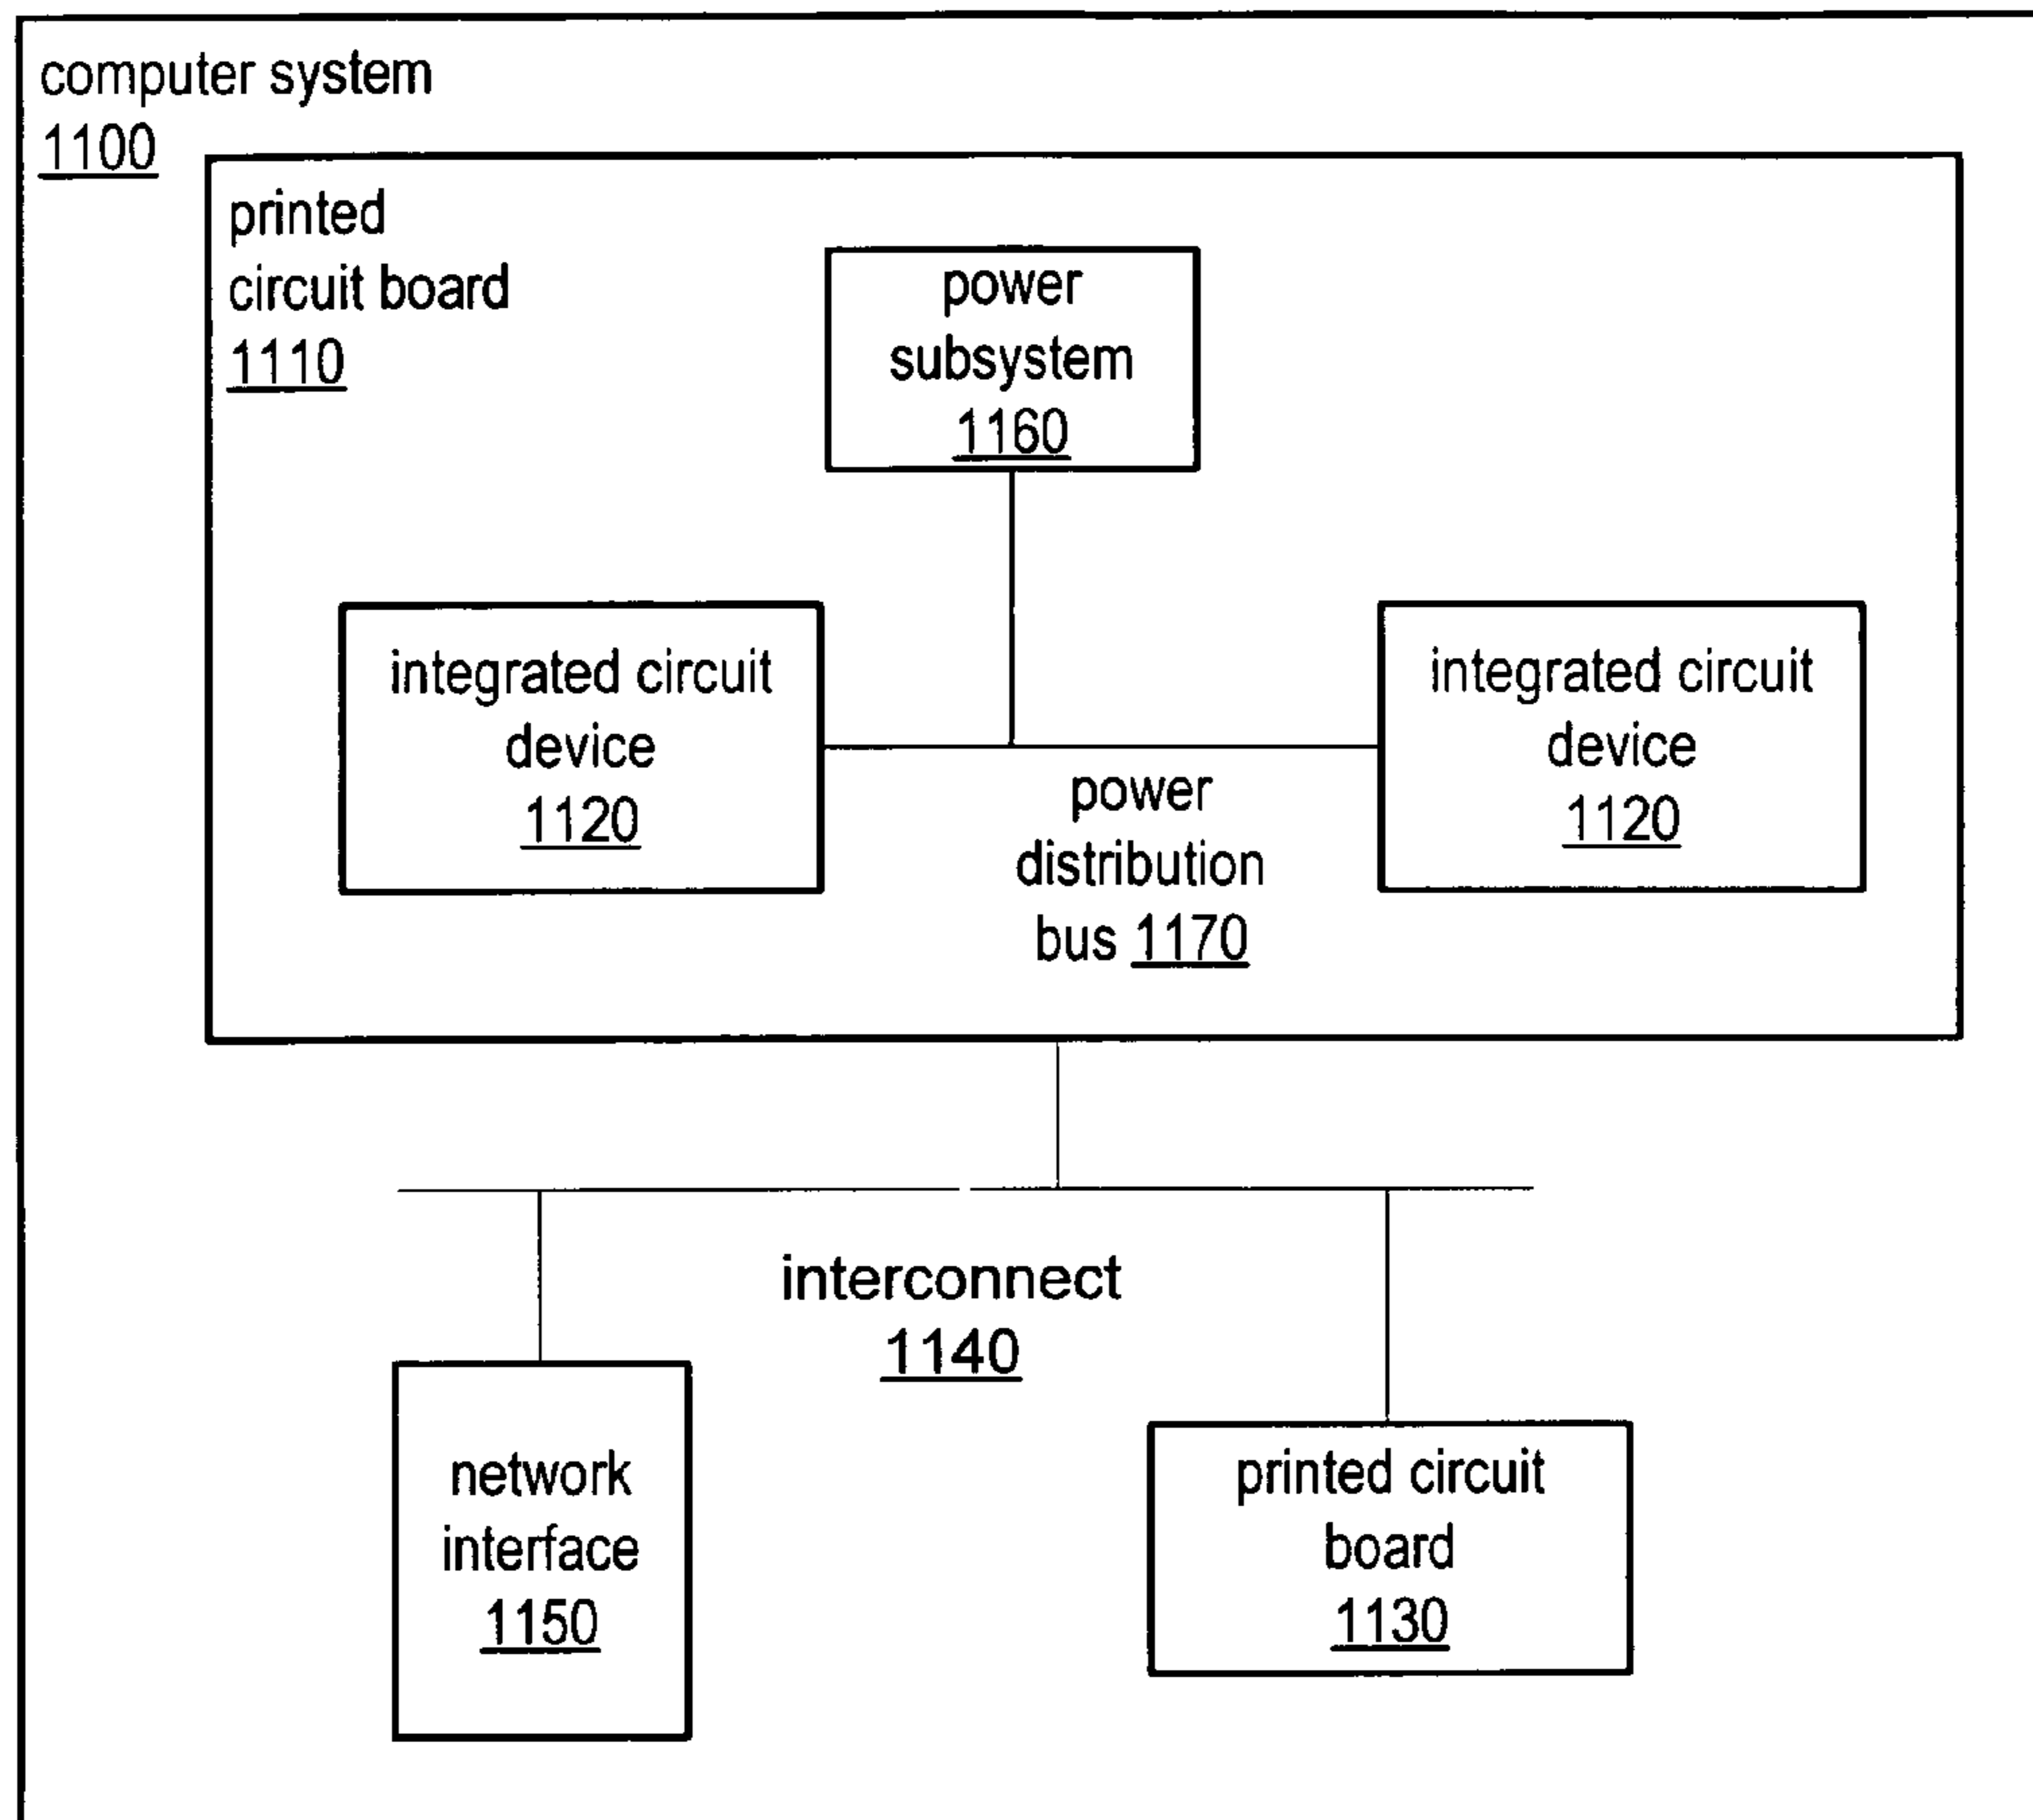 computer system
1100
printed
circuit board
1110
power
subsystem
1160
integrated circuit
device
1120
integrated circuit
device
1120
power
distribution
bus 1170
interconnect
1140
network
interface
1150
printed circuit
board
1130